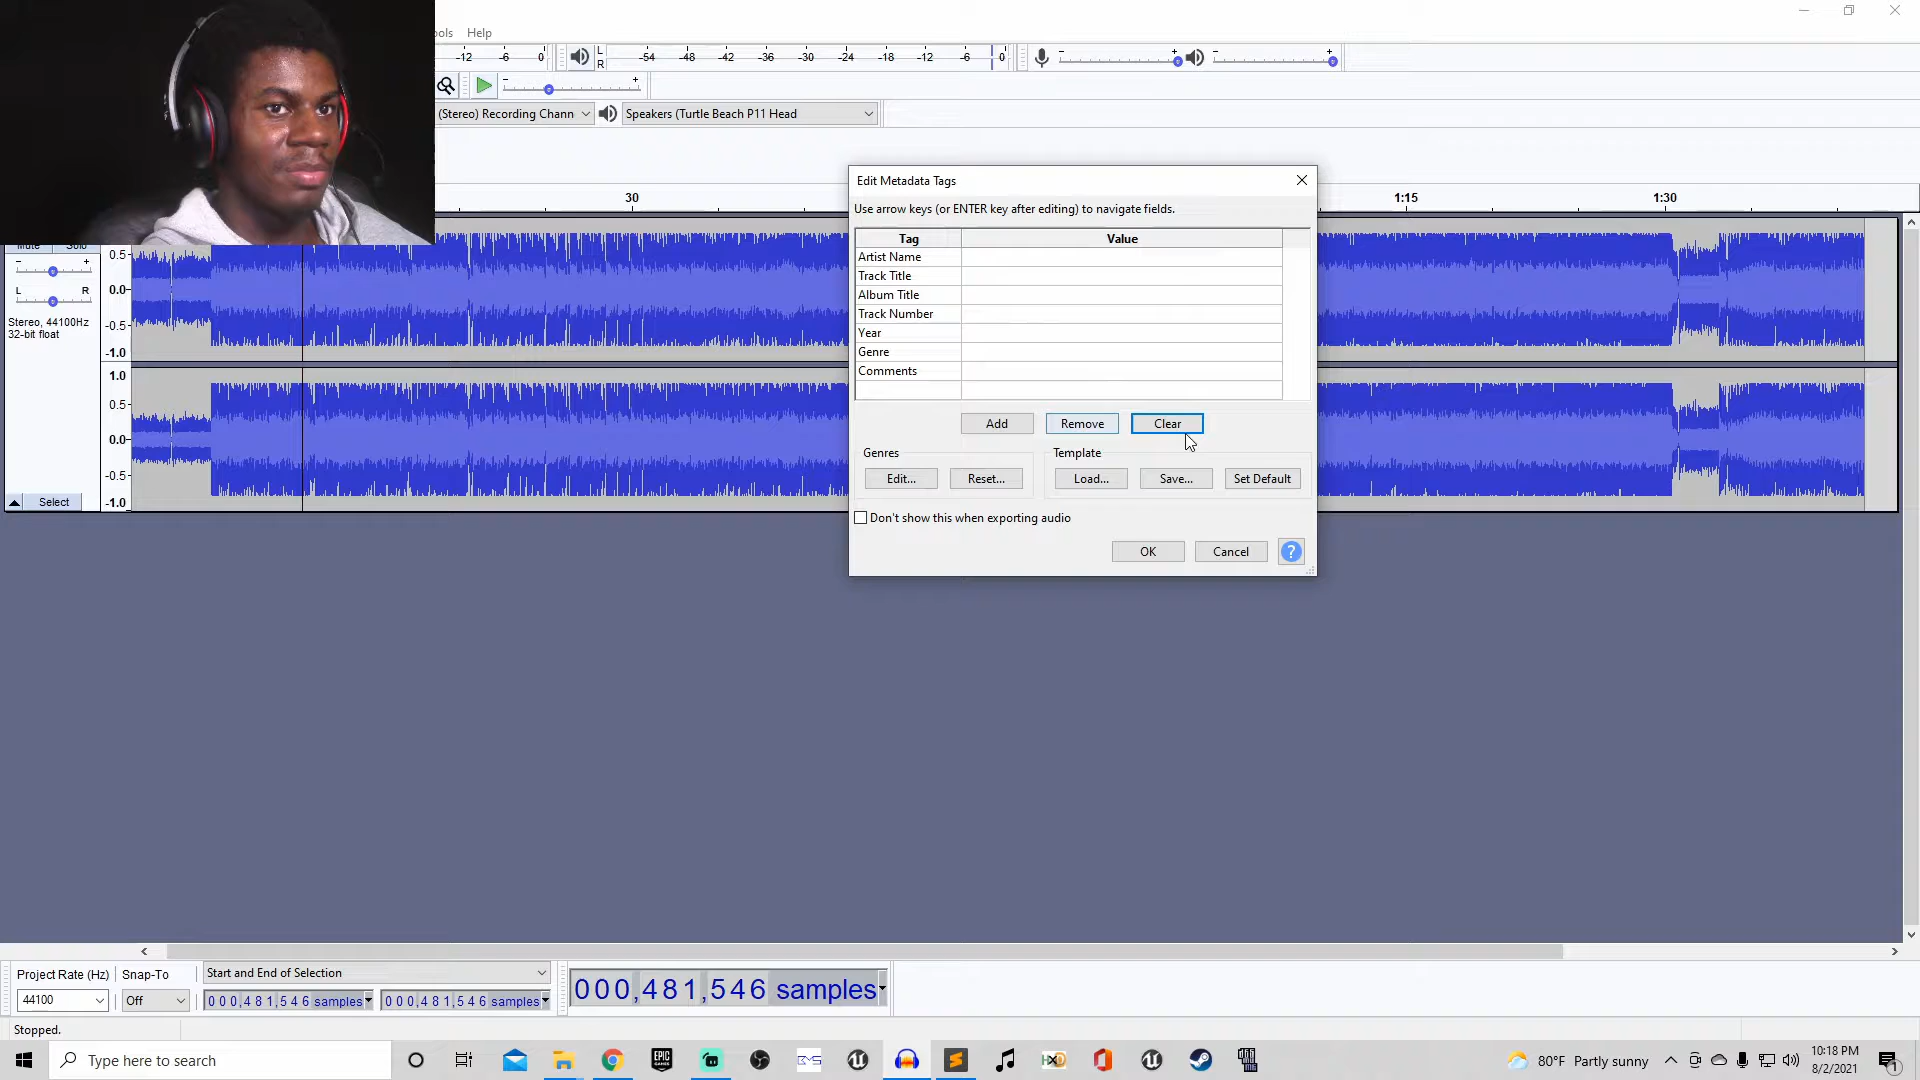 ools Help
-12 -6 0 L R -54 -48 -42 -36 -30 -24 -18 -12 -6 0 - + - +
- +
(Stereo) Recording Chann Speakers (Turtle Beach P11 Head
30 1:15 1:30
Edit Metadata Tags
Use arrow keys (or ENTER key after editing) to navigate fields.
Tag Value
Artist Name
Track Title
Album Title
Track Number
Year
Genre
Comments
Add Remove Clear
Genres Template
Edit... Reset... Load... Save... Set Default
Don't show this when exporting audio
OK Cancel ?
Mute Solo
- +
L R
Stereo, 44100Hz
32-bit float
Select
0.5
0.0
-0.5
-1.0
1.0
0.5
0.0
-0.5
-1.0
Project Rate (Hz) Snap-To Start and End of Selection
44100 Off 000,481,546 samples 000,481,546 samples 000,481,546 samples
Stopped.
Type here to search EPIC GAMES 80°F Partly sunny 10:18 PM
8/2/2021